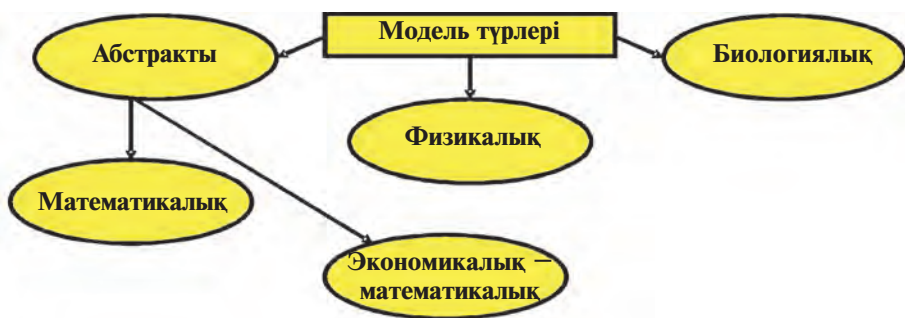 Модель түрлері
Абстракты
Биологиялық
Физикалық
Математикалық
Экономикалық –
математикалық